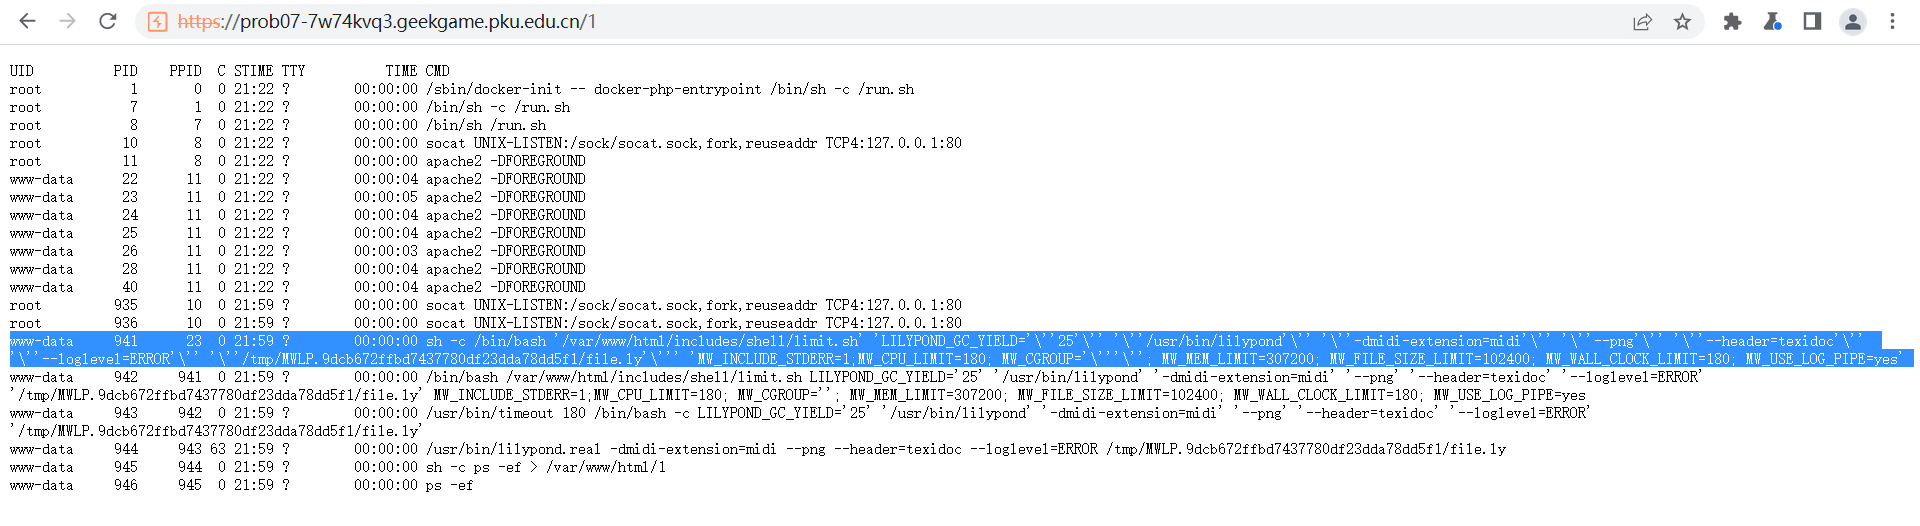 https://prob07-7w74kvq3.geekgame.pku.edu.cn/1
UID          PID    PPID  C STIME TTY          TIME CMD
root           1       0  0 21:22 ?        00:00:00 /sbin/docker-init -- docker-php-entrypoint /bin/sh -c /run.sh
root           7       1  0 21:22 ?        00:00:00 /bin/sh -c /run.sh
root           8       7  0 21:22 ?        00:00:00 /bin/sh /run.sh
root          10       8  0 21:22 ?        00:00:00 socat UNIX-LISTEN:/sock/socat.sock,fork,reuseaddr TCP4:127.0.0.1:80
root          11       8  0 21:22 ?        00:00:00 apache2 -DFOREGROUND
www-data      22      11  0 21:22 ?        00:00:04 apache2 -DFOREGROUND
www-data      23      11  0 21:22 ?        00:00:05 apache2 -DFOREGROUND
www-data      24      11  0 21:22 ?        00:00:04 apache2 -DFOREGROUND
www-data      25      11  0 21:22 ?        00:00:04 apache2 -DFOREGROUND
www-data      26      11  0 21:22 ?        00:00:03 apache2 -DFOREGROUND
www-data      28      11  0 21:22 ?        00:00:04 apache2 -DFOREGROUND
www-data      40      11  0 21:22 ?        00:00:04 apache2 -DFOREGROUND
root         935      10  0 21:59 ?        00:00:00 socat UNIX-LISTEN:/sock/socat.sock,fork,reuseaddr TCP4:127.0.0.1:80
root         936      10  0 21:59 ?        00:00:00 socat UNIX-LISTEN:/sock/socat.sock,fork,reuseaddr TCP4:127.0.0.1:80
www-data     941      23  0 21:59 ?        00:00:00 sh -c /bin/bash '/var/www/html/includes/shell/limit.sh' 'LILYPOND_GC_YIELD='\''25'\'' '\''/usr/bin/lilypond'\'' '\''-dmidi-extension=midi'\'' '\''--png'\'' '\''--header=texidoc'\''
'\''--loglevel=ERROR'\'' '\''/tmp/MWLP.9dcb672ffbd7437780df23dda78dd5f1/file.ly'\''' 'MW_INCLUDE_STDERR=1;MW_CPU_LIMIT=180; MW_CGROUP='\'''\''; MW_MEM_LIMIT=307200; MW_FILE_SIZE_LIMIT=102400; MW_WALL_CLOCK_LIMIT=180; MW_USE_LOG_PIPE=yes'
www-data     942     941  0 21:59 ?        00:00:00 /bin/bash /var/www/html/includes/shell/limit.sh LILYPOND_GC_YIELD='25' '/usr/bin/lilypond' '-dmidi-extension=midi' '--png' '--header=texidoc' '--loglevel=ERROR'
'/tmp/MWLP.9dcb672ffbd7437780df23dda78dd5f1/file.ly' MW_INCLUDE_STDERR=1;MW_CPU_LIMIT=180; MW_CGROUP=''; MW_MEM_LIMIT=307200; MW_FILE_SIZE_LIMIT=102400; MW_WALL_CLOCK_LIMIT=180; MW_USE_LOG_PIPE=yes
www-data     943     942  0 21:59 ?        00:00:00 /usr/bin/timeout 180 /bin/bash -c LILYPOND_GC_YIELD='25' '/usr/bin/lilypond' '-dmidi-extension=midi' '--png' '--header=texidoc' '--loglevel=ERROR'
'/tmp/MWLP.9dcb672ffbd7437780df23dda78dd5f1/file.ly'
www-data     944     943 63 21:59 ?        00:00:00 /usr/bin/lilypond.real -dmidi-extension=midi --png --header=texidoc --loglevel=ERROR /tmp/MWLP.9dcb672ffbd7437780df23dda78dd5f1/file.ly
www-data     945     944  0 21:59 ?        00:00:00 sh -c ps -ef > /var/www/html/1
www-data     946     945  0 21:59 ?        00:00:00 ps -ef